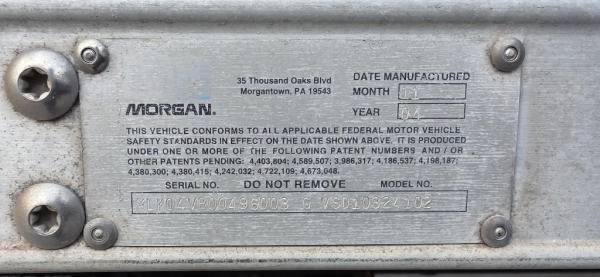 35 Thousand Oaks Blvd
Morgantown, PA 19543
DATE MANUFACTURED
MONTH 11
YEAR 04
MORGAN.
THIS VEHICLE CONFORMS TO ALL APPLICABLE FEDERAL MOTOR VEHICLE
SAFETY STANDARDS IN EFFECT ON THE DATE SHOWN ABOVE. IT IS PRODUCED
UNDER ONE OR MORE OF THE FOLLOWING PATENT NUMBERS AND / OR
OTHER PATENTS PENDING: 4,403,804; 4,589,507; 3,986,317; 4,186,537; 4,198,187;
4,380,300; 4,380,415; 4,242,032; 4,722,109; 4,673,048.
SERIAL NO. DO NOT REMOVE MODEL NO.